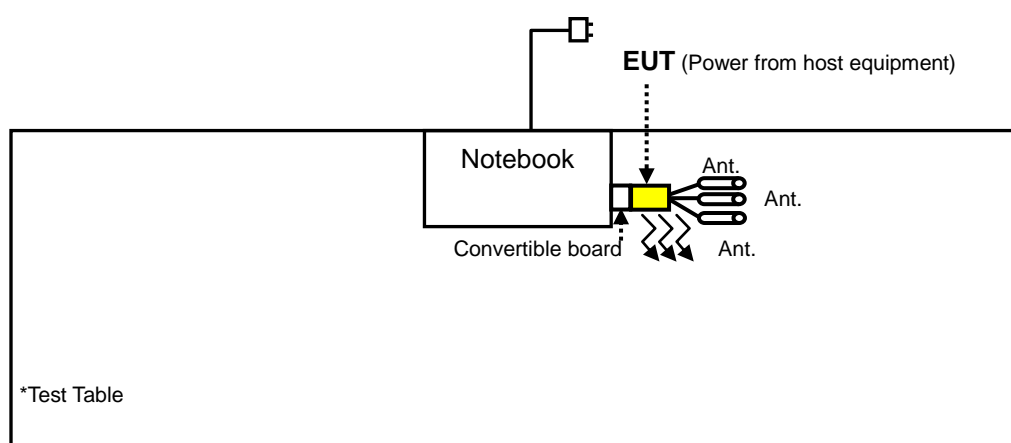 EUT (Power from host equipment)
Notebook
Ant.
Ant.
Convertible board
Ant.
*Test Table